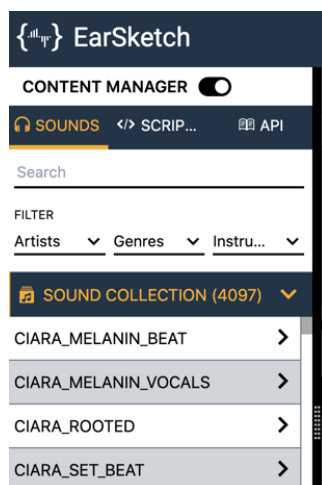 EarSketch
CONTENT MANAGER
SOUNDS </> SCRIP... API
Search
FILTER
Artists Genres Instru...
SOUND COLLECTION (4097)
CIARA_MELANIN_BEAT
CIARA_MELANIN_VOCALS
CIARA_ROOTED
CIARA_SET_BEAT